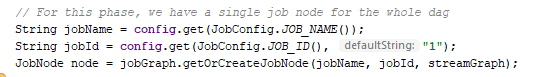 // For this phase, we have a single job node for the whole dag
String jobName = config.get(JobConfig.JOB_NAME());
String jobId = config.get(JobConfig.JOB_ID(), defaultString: "1");
JobNode node = jobGraph.getOrCreateJobNode(jobName, jobId, streamGraph);